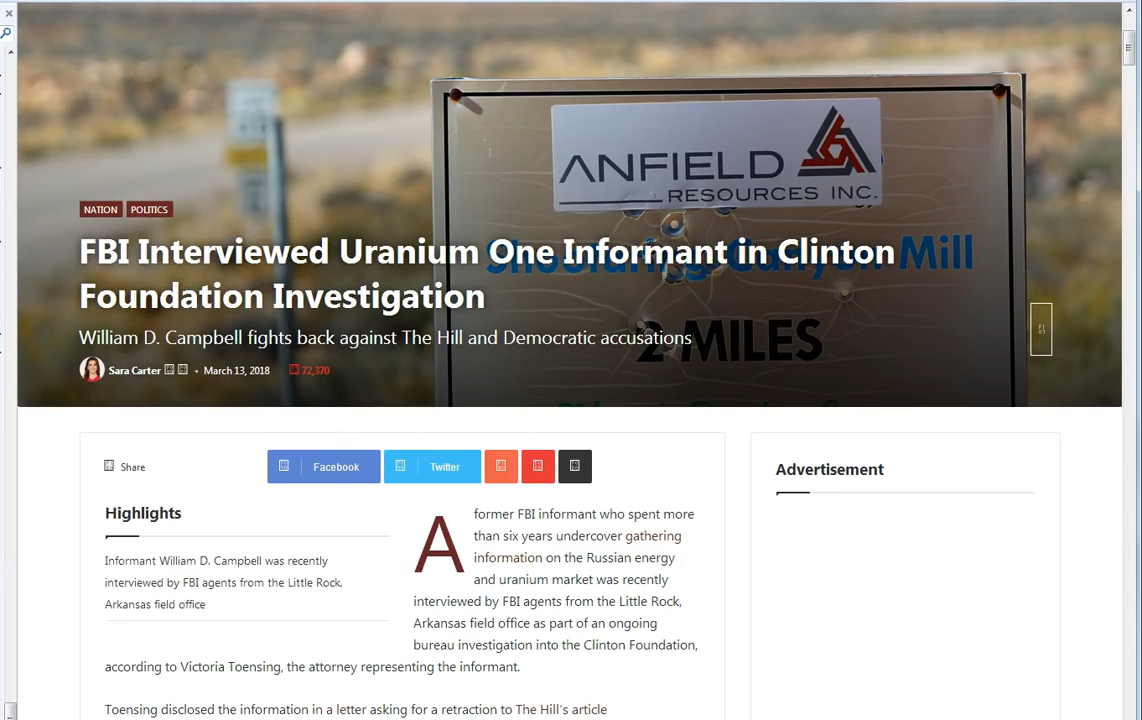 ANFIELD
RESOURCES INC.
Mill
2 MILES
NATION
POLITICS
FBI Interviewed Uranium One Informant in Clinton
Foundation Investigation
William D. Campbell fights back against The Hill and Democratic accusations
Sara Carter • March 13, 2018 72,370
Share
Facebook
Twitter
Highlights
Informant William D. Campbell was recently
interviewed by FBI agents from the Little Rock,
Arkansas field office
A former FBI informant who spent more
than six years undercover gathering
information on the Russian energy
and uranium market was recently
interviewed by FBI agents from the Little Rock,
Arkansas field office as part of an ongoing
bureau investigation into the Clinton Foundation,
according to Victoria Toensing, the attorney representing the informant.
Toensing disclosed the information in a letter asking for a retraction to The Hill's article
Advertisement